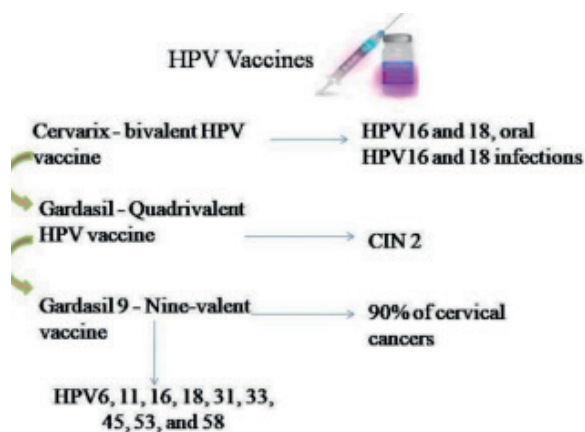 HPV Vaccines
Cervarix - bivalent HPV
vaccine
HPV16 and 18, oral
HPV16 and 18 infections
Gardasil - Quadrivalent
HPV vaccine
CIN 2
Gardasil 9 - Nine-valent
vaccine
90% of cervical
cancers
HPV6, 11, 16, 18, 31, 33,
45, 53, and 58